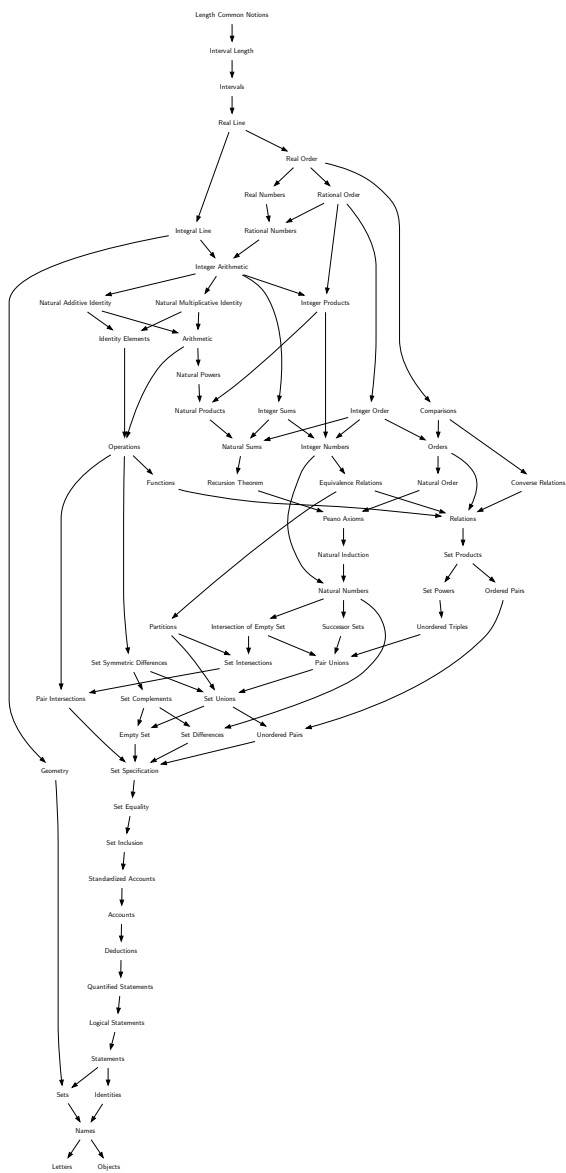 Length Common Notions
Interval Length
Intervals
Real Line
Real Order
Real Numbers Rational Order
Integral Line Rational Numbers
Integer Arithmetic
Natural Additive Identity Natural Multiplicative Identity Integer Products
Identity Elements Arithmetic
Natural Powers
Natural Products Integer Sums Integer Order Comparisons
Operations Natural Sums Integer Numbers Orders
Functions Recursion Theorem Equivalence Relations Natural Order Converse Relations
Peano Axioms Relations
Natural Induction Set Products
Natural Numbers Set Powers Ordered Pairs
Partitions Intersection of Empty Set Successor Sets Unordered Triples
Set Symmetric Differences Set Intersections Pair Unions
Pair Intersections Set Complements Set Unions
Empty Set Set Differences Unordered Pairs
Geometry Set Specification
Set Equality
Set Inclusion
Standardized Accounts
Accounts
Deductions
Quantified Statements
Logical Statements
Statements
Sets Identities
Names
Letters Objects